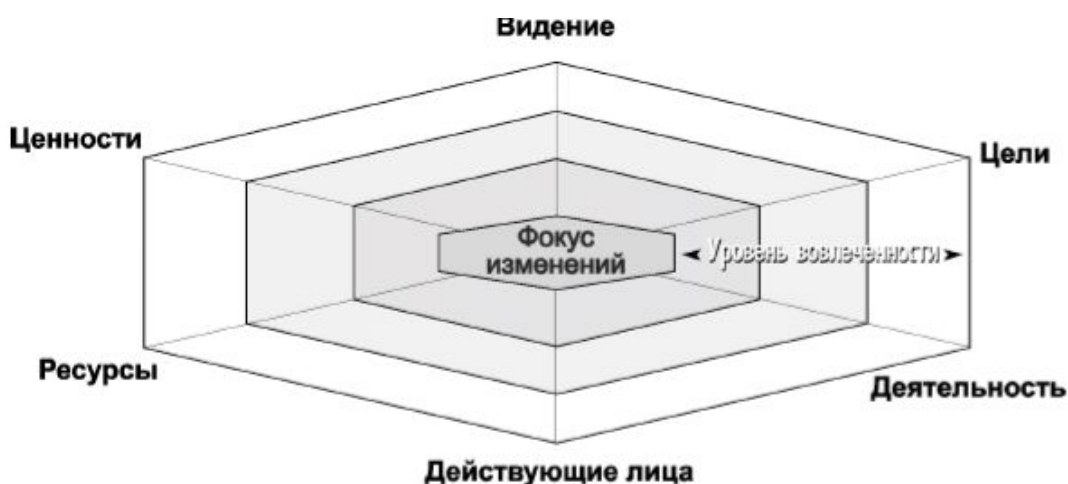 Видение
Ценности
Цели
Фокус
изменений
Уровень вовлеченности
Ресурсы
Деятельность
Действующие лица